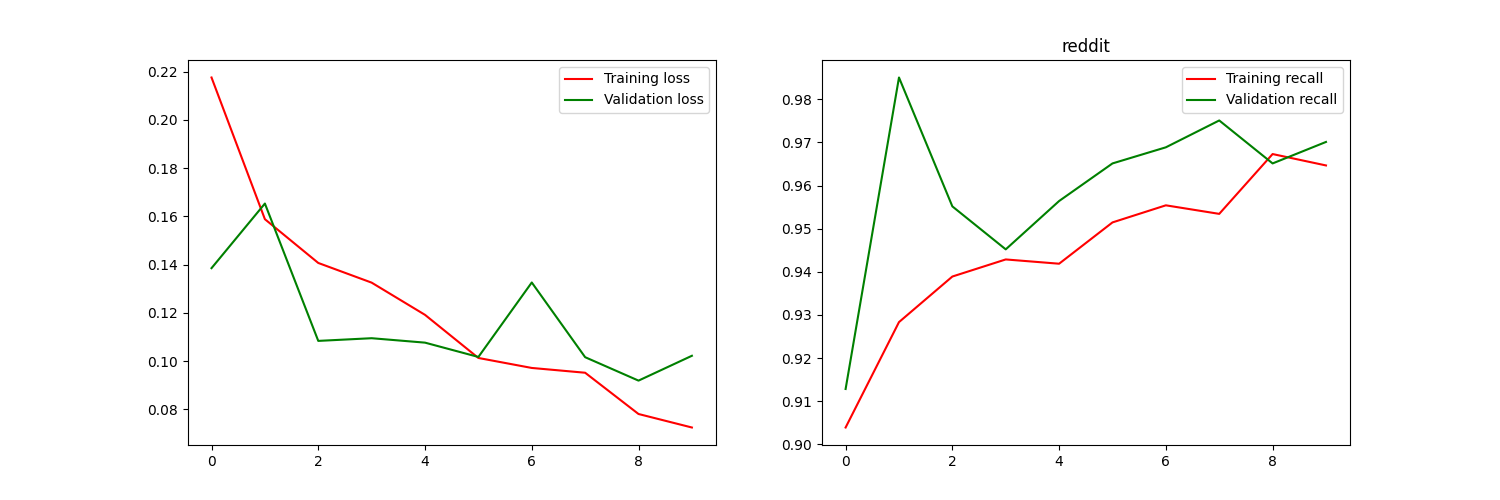 0.22
0.20
0.18
0.16
0.14
0.12
0.10
0.08
0 2 4 6 8
Training loss
Validation loss
reddit
0.98
0.97
0.96
0.95
0.94
0.93
0.92
0.91
0.90
0 2 4 6 8
Training recall
Validation recall